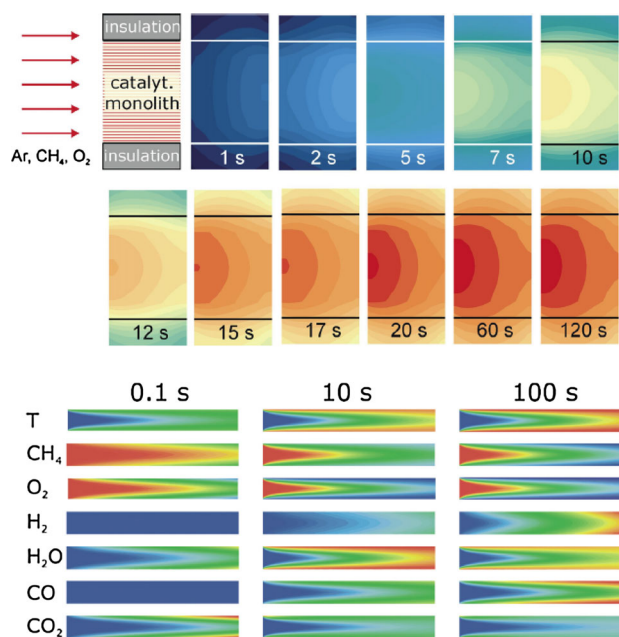 insulation
catalyt.
monolith
insulation
Ar, CH₄, O₂
1 s
2 s
5 s
7 s
10 s
12 s
15 s
17 s
20 s
60 s
120 s
0.1 s
10 s
100 s
T
CH₄
O₂
H₂
H₂O
CO
CO₂